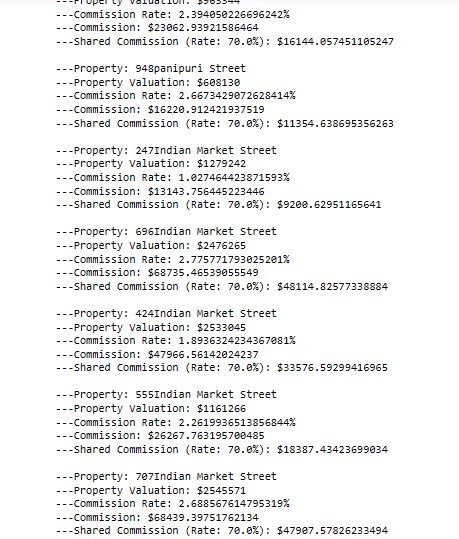 ---Property Valuation: $963344
---Commission Rate: 2.394050226696242%
---Commission: $23062.93921586464
---Shared Commission (Rate: 70.0%): $16144.057451105247
---Property: 948panipuri Street
---Property Valuation: $608130
---Commission Rate: 2.6673429072628414%
---Commission: $16220.912421937519
---Shared Commission (Rate: 70.0%): $11354.638695356263
---Property: 247Indian Market Street
---Property Valuation: $1279242
---Commission Rate: 1.027464423871593%
---Commission: $13143.756445223446
---Shared Commission (Rate: 70.0%): $9200.62951165641
---Property: 696Indian Market Street
---Property Valuation: $2476265
---Commission Rate: 2.775771793025201%
---Commission: $68735.46539055549
---Shared Commission (Rate: 70.0%): $48114.82577338884
---Property: 424Indian Market Street
---Property Valuation: $2533045
---Commission Rate: 1.8936324234367081%
---Commission: $47966.56142024237
---Shared Commission (Rate: 70.0%): $33576.59299416965
---Property: 555Indian Market Street
---Property Valuation: $1161266
---Commission Rate: 2.2619936513856844%
---Commission: $26267.763195700485
---Shared Commission (Rate: 70.0%): $18387.43423699034
---Property: 707Indian Market Street
---Property Valuation: $2545571
---Commission Rate: 2.688567614795319%
---Commission: $68439.39751762134
---Shared Commission (Rate: 70.0%): $47907.57826233494